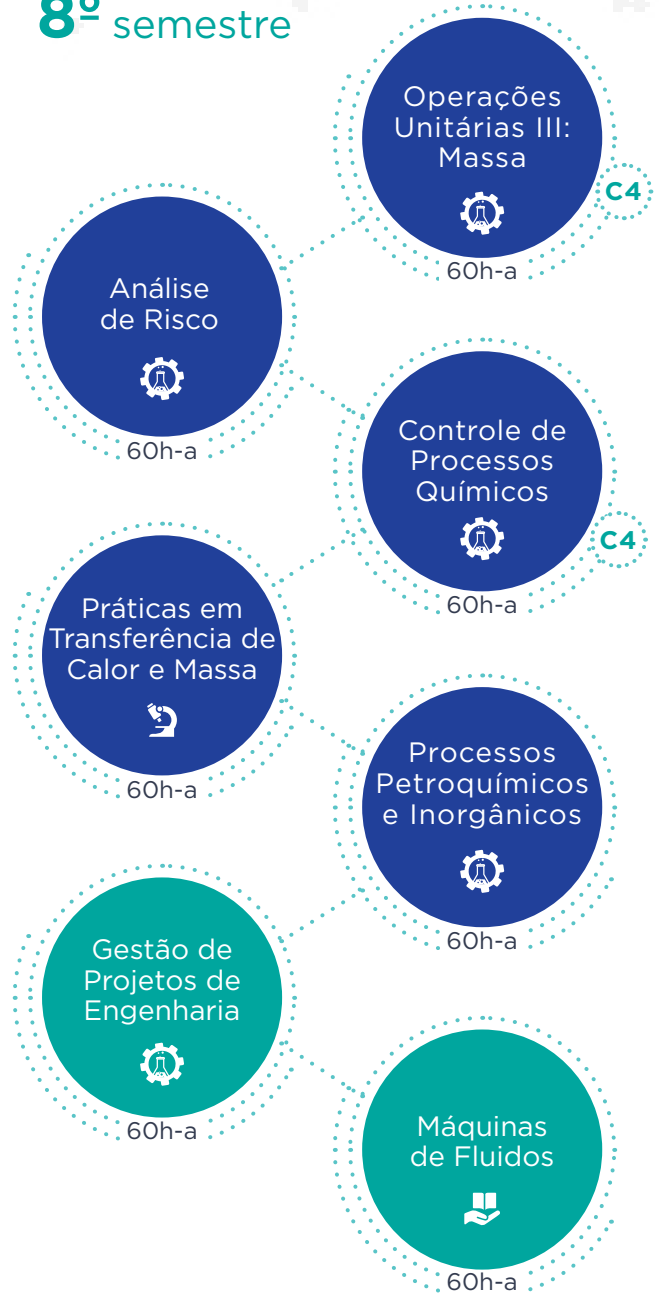 8º semestre
Operações
Unitárias III:
Massa
C4
60h-a
Análise
de Risco
60h-a
Controle de
Processos
Químicos
C4
60h-a
Práticas em
Transferência de
Calor e Massa
60h-a
Processos
Petroquímicos
e Inorgânicos
60h-a
Gestão de
Projetos de
Engenharia
60h-a
Máquinas
de Fluidos
60h-a